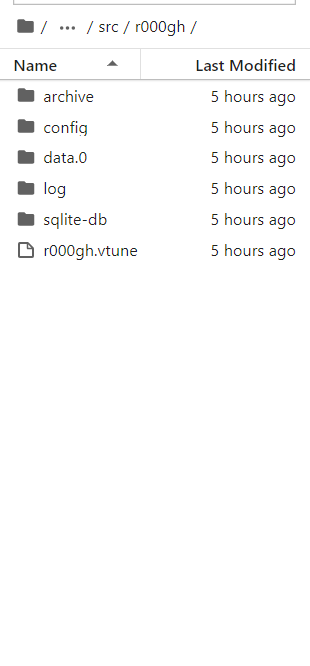 / ··· / src / r000gh /
Name Last Modified
archive 5 hours ago
config 5 hours ago
data.0 5 hours ago
log 5 hours ago
sqlite-db 5 hours ago
r000gh.vtune 5 hours ago